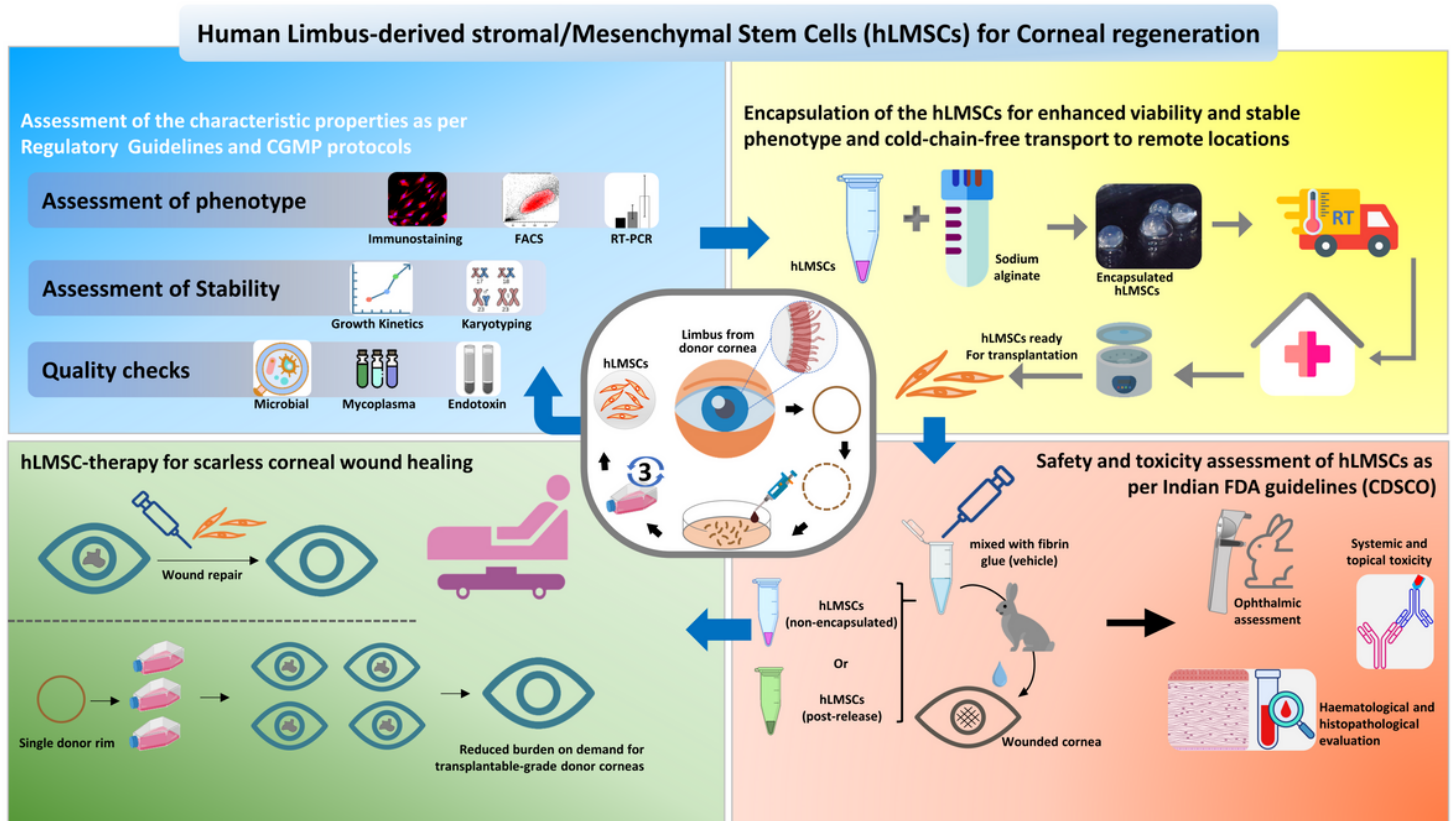 Human Limbus-derived stromal/Mesenchymal Stem Cells (hLMSCs) for Corneal regeneration
Assessment of the characteristic properties as per
Regulatory Guidelines and CGMP protocols
Assessment of phenotype
Immunostaining
FACS
RT-PCR
Assessment of Stability
Growth Kinetics
17
18
23
23
Karyotyping
Quality checks
Microbial
Mycoplasma
Endotoxin
Encapsulation of the hLMSCs for enhanced viability and stable
phenotype and cold-chain-free transport to remote locations
hLMSCs
Sodium
alginate
Encapsulated
hLMSCs
RT
hLMSCs ready
For transplantation
Limbus from
donor cornea
hLMSCs
3
hLMSC-therapy for scarless corneal wound healing
Wound repair
Single donor rim
Reduced burden on demand for
transplantable-grade donor corneas
Safety and toxicity assessment of hLMSCs as
per Indian FDA guidelines (CDSCO)
mixed with fibrin
glue (vehicle)
hLMSCs
(non-encapsulated)
Or
hLMSCs
(post-release)
Wounded cornea
Ophthalmic
assessment
Systemic and
topical toxicity
Haematological and
histopathological
evaluation